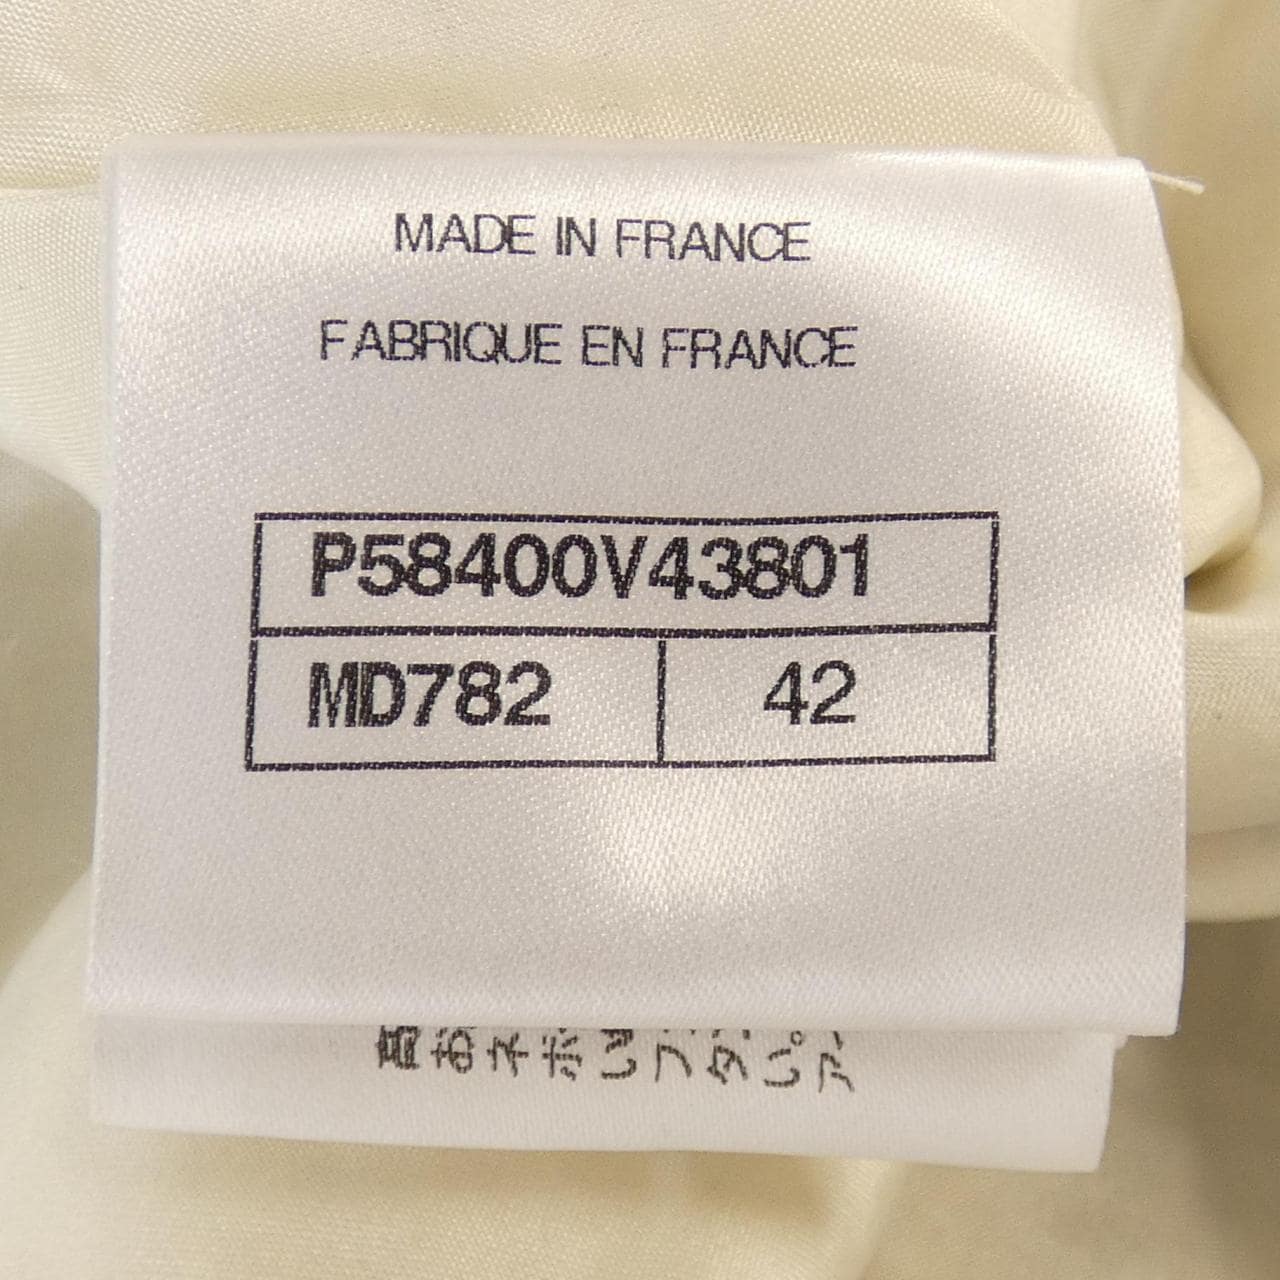 MADE IN FRANCE
FABRIQUE EN FRANCE
P58400V43801
MD782 42